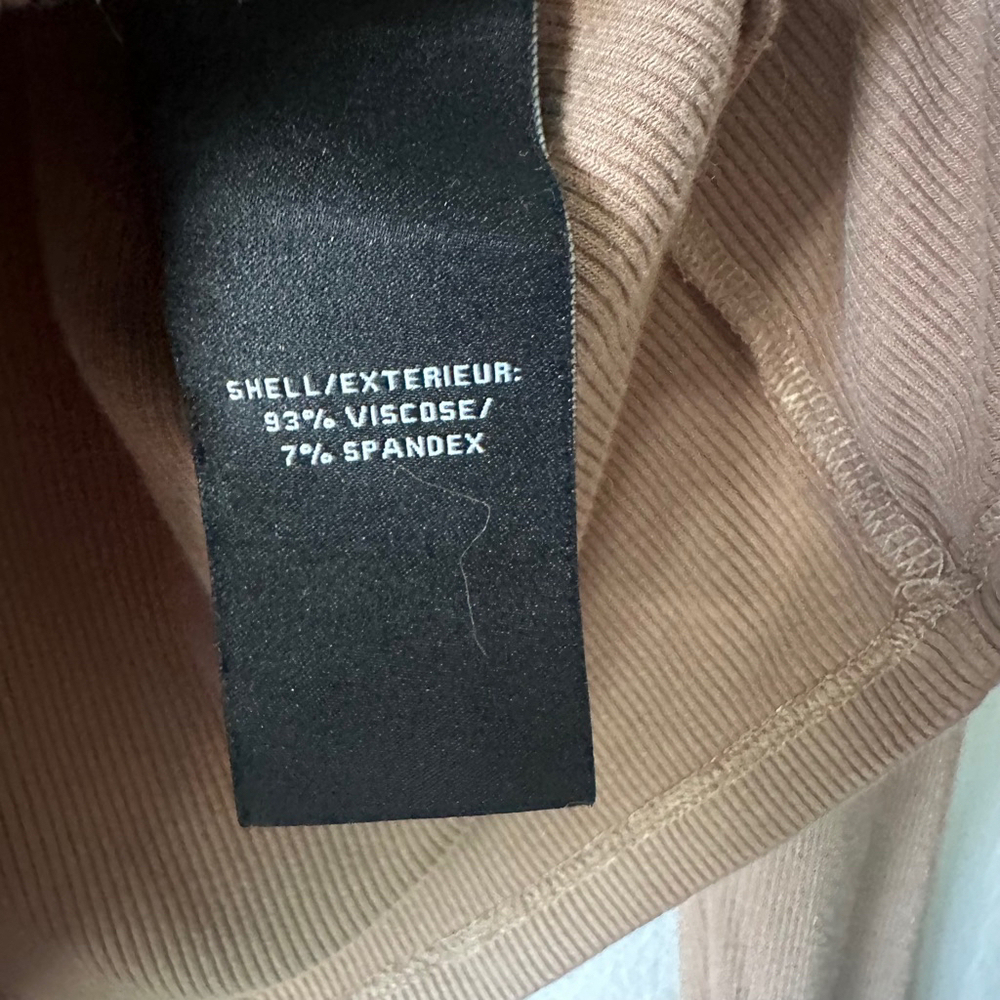 SHELL/EXTERIEUR:
93% VISCOSE/
7% SPANDEX